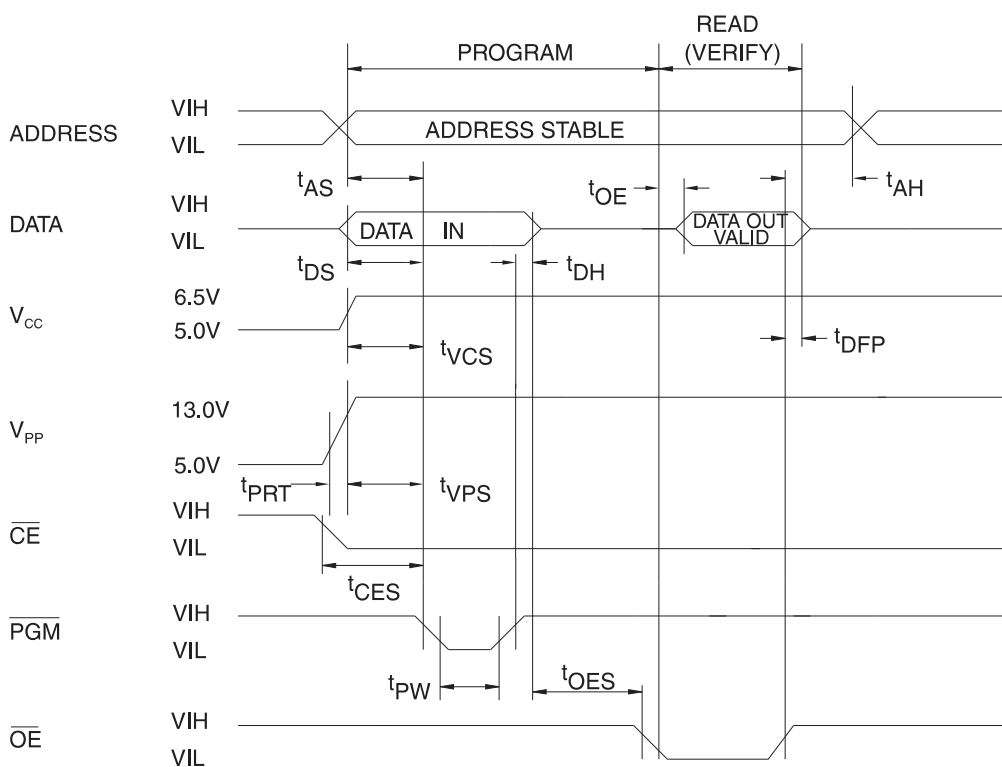 READ
PROGRAM (VERIFY)
VIH
ADDRESS ADDRESS STABLE
VIL
tAS tOE tAH
VIH
DATA DATA IN DATA OUT
VIL VALID
tDS tDH
6.5V
VCC
5.0V
tVCS tDFP
13.0V
VPP
5.0V
tPRT tVPS
VIH
CE
VIL
tCES
VIH
PGM
VIL
tPW tOES
VIH
OE
VIL